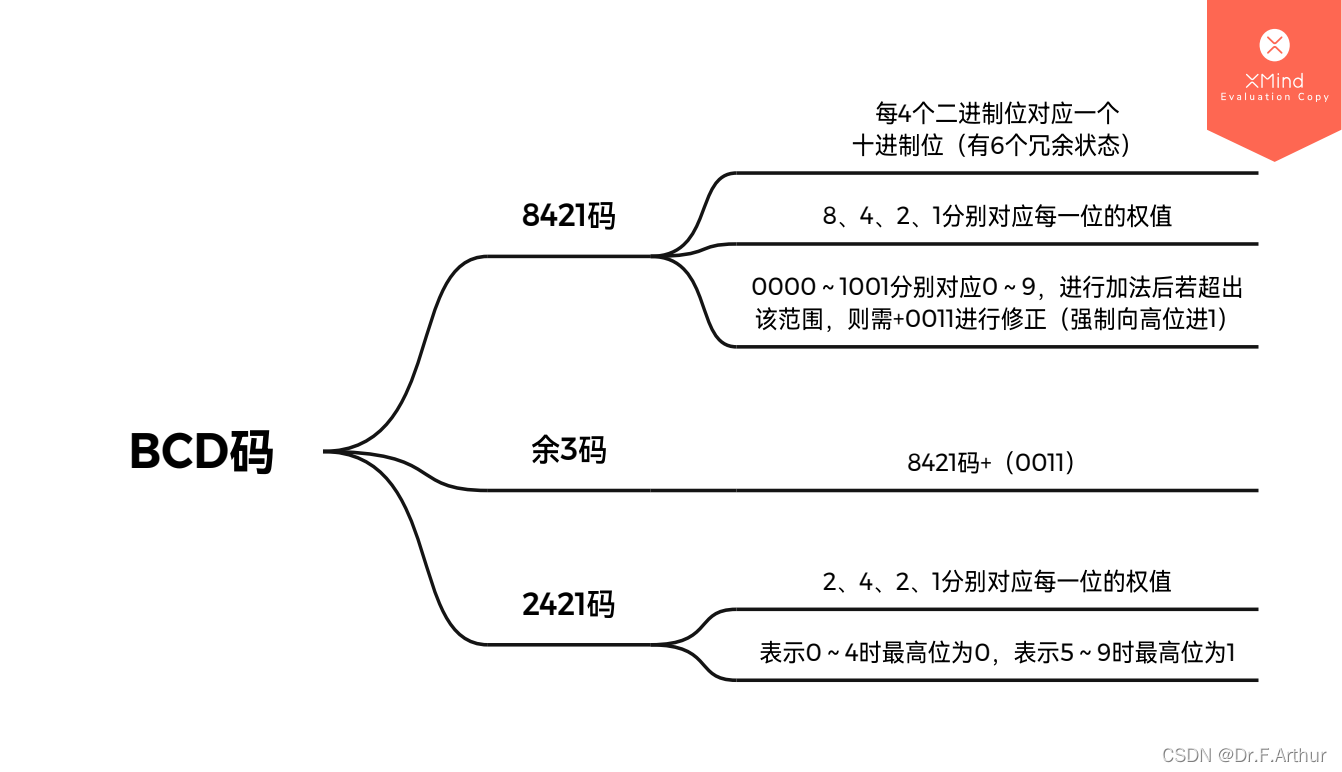 XMind
Evaluation Copy
每4个二进制位对应一个
十进制位（有6个冗余状态）
8421码
8、4、2、1分别对应每一位的权值
0000~1001分别对应0~9，进行加法后若超出
该范围，则需+0011进行修正（强制向高位进1）
BCD码
余3码
8421码+（0011）
2421码
2、4、2、1分别对应每一位的权值
表示0~4时最高位为0，表示5~9时最高位为1
CSDN @Dr.F.Arthur